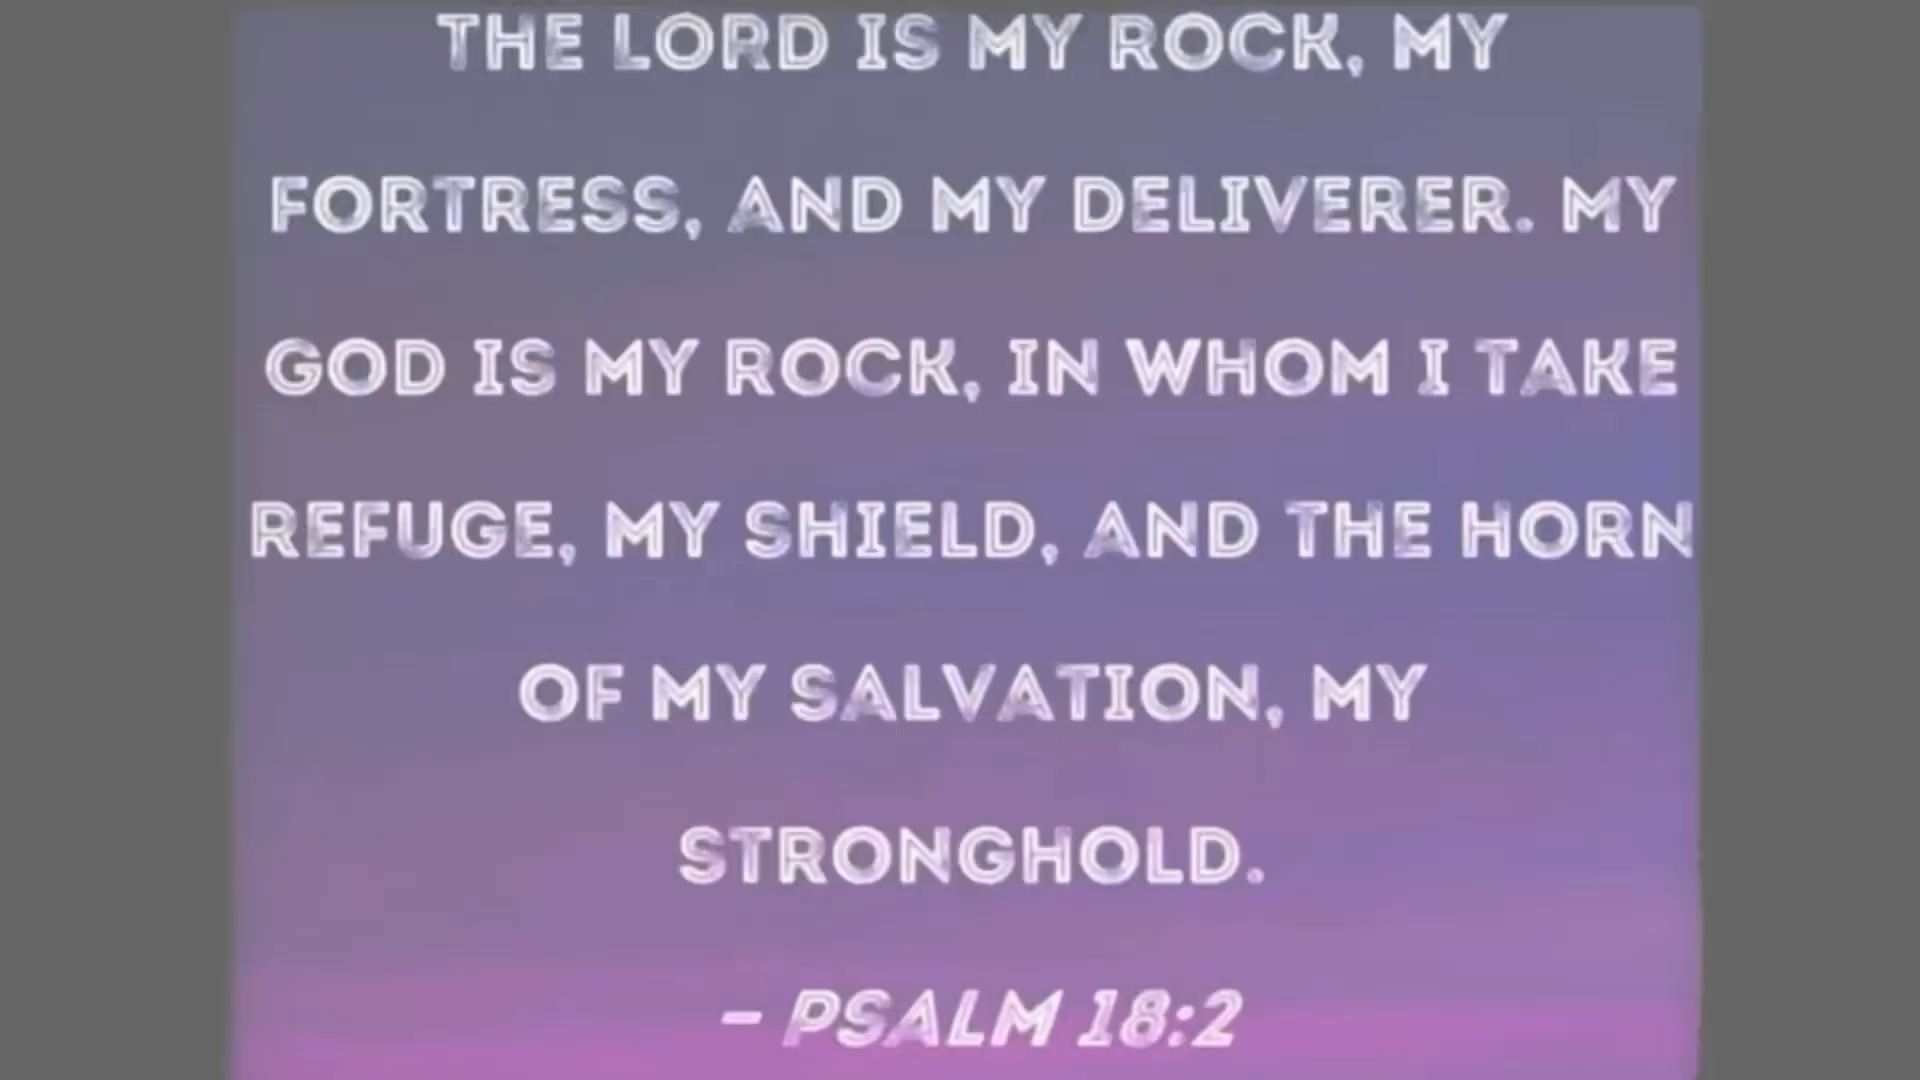 THE LORD IS MY ROCK, MY
FORTRESS, AND MY DELIVERER. MY
GOD IS MY ROCK, IN WHOM I TAKE
REFUGE, MY SHIELD, AND THE HORN
OF MY SALVATION, MY
STRONGHOLD.
– PSALM 18:2